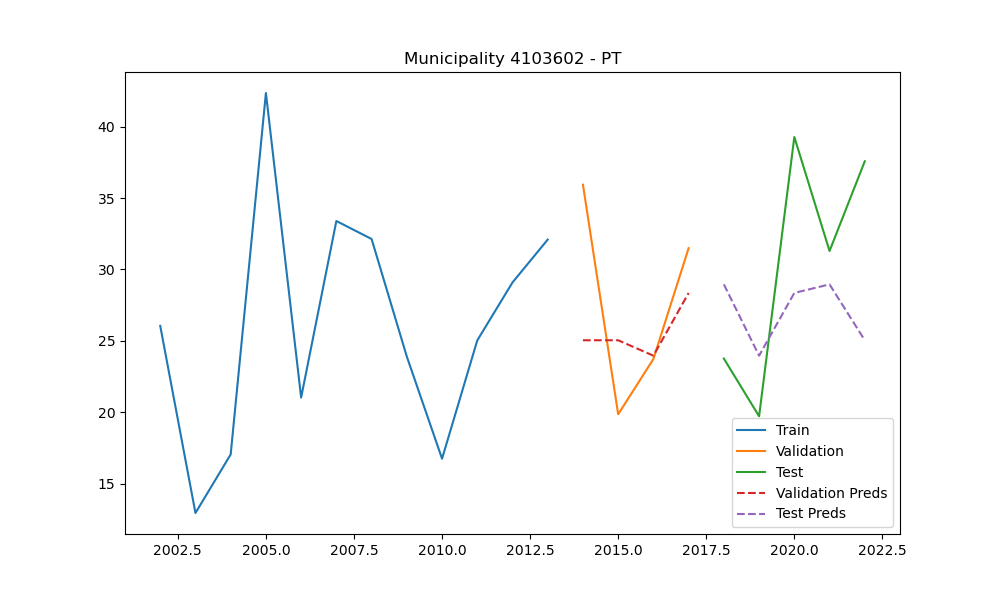 Municipality 4103602 - PT
40
35
30
25
20
15
2002.5
2005.0
2007.5
2010.0
2012.5
2015.0
2017.5
2020.0
2022.5
Train
Validation
Test
Validation Preds
Test Preds